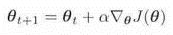 θ_{t+1} = θ_t + α∇_θ J(θ)